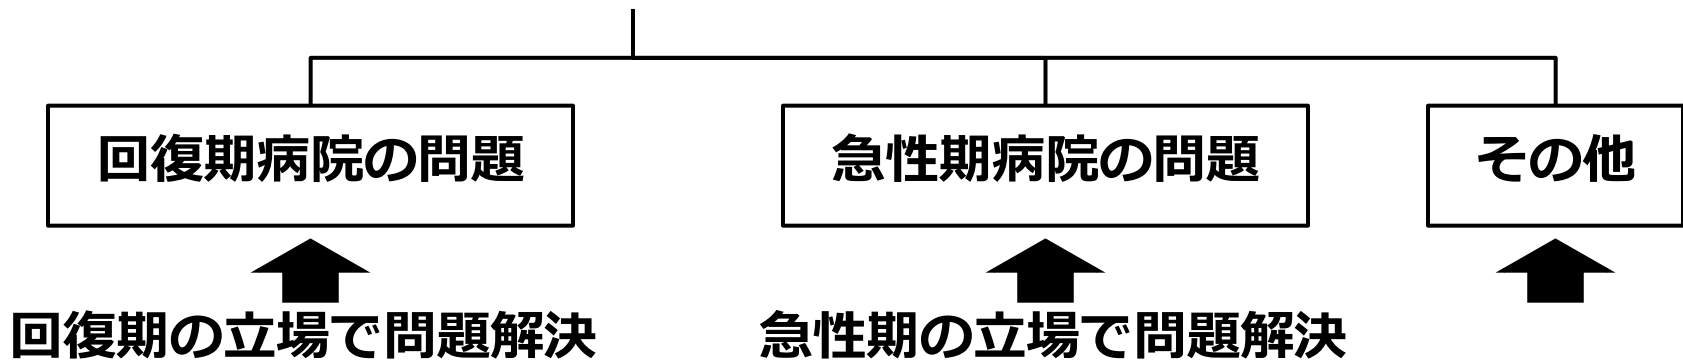 回復期病院の問題
急性期病院の問題
その他
回復期の立場で問題解決
急性期の立場で問題解決